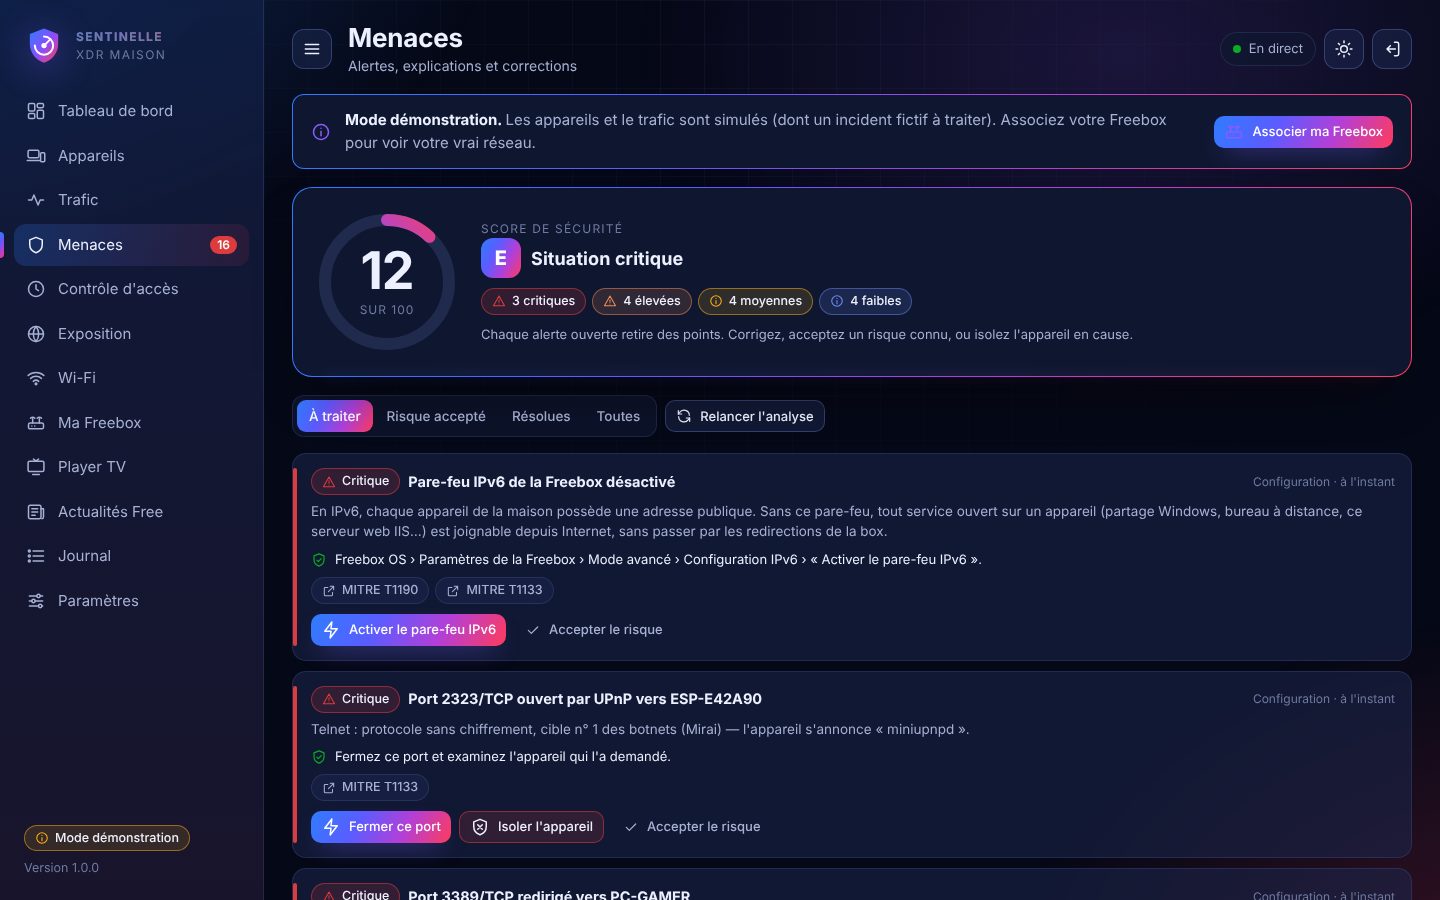 SENTINELLE
XDR MAISON
Tableau de bord
Appareils
Trafic
Menaces 16
Contrôle d'accès
Exposition
Wi-Fi
Ma Freebox
Player TV
Actualités Free
Journal
Paramètres
Mode démonstration
Version 1.0.0
Menaces
Alertes, explications et corrections
En direct
Mode démonstration. Les appareils et le trafic sont simulés (dont un incident fictif à traiter). Associez votre Freebox
pour voir votre vrai réseau.
Associer ma Freebox
12
SUR 100
SCORE DE SÉCURITÉ
E Situation critique
3 critiques 4 élevées 4 moyennes 4 faibles
Chaque alerte ouverte retire des points. Corrigez, acceptez un risque connu, ou isolez l'appareil en cause.
À traiter Risque accepté Résolues Toutes Relancer l'analyse
Critique Pare-feu IPv6 de la Freebox désactivé Configuration · à l'instant
En IPv6, chaque appareil de la maison possède une adresse publique. Sans ce pare-feu, tout service ouvert sur un appareil (partage Windows, bureau à distance, ce
serveur web IIS…) est joignable depuis Internet, sans passer par les redirections de la box.
Freebox OS › Paramètres de la Freebox › Mode avancé › Configuration IPv6 › « Activer le pare-feu IPv6 ».
MITRE T1190 MITRE T1133
Activer le pare-feu IPv6 Accepter le risque
Critique Port 2323/TCP ouvert par UPnP vers ESP-E42A90 Configuration · à l'instant
Telnet : protocole sans chiffrement, cible n° 1 des botnets (Mirai) — l'appareil s'annonce « miniupnpd ».
Fermez ce port et examinez l'appareil qui l'a demandé.
MITRE T1133
Fermer ce port Isoler l'appareil Accepter le risque
Critique Port 3389/TCP redirigé vers PC-GAMER Configuration · à l'instant